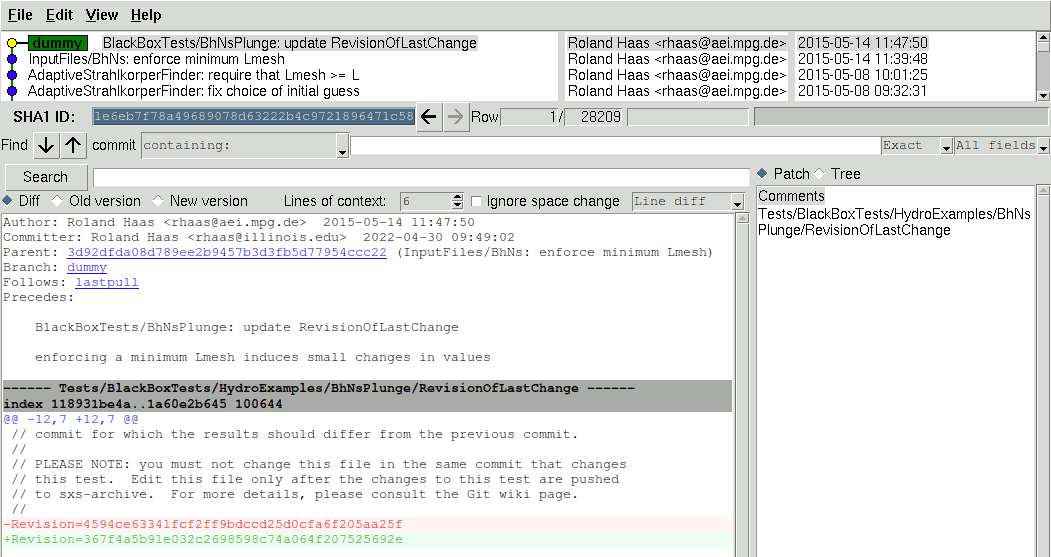 File Edit View Help
dummy BlackBoxTests/BhNsPlunge: update RevisionOfLastChange Roland Haas <rhaas@aei.mpg.de> 2015-05-14 11:47:50
InputFiles/BhNs: enforce minimum Lmesh Roland Haas <rhaas@aei.mpg.de> 2015-05-14 11:39:48
AdaptiveStrahlkorperFinder: require that Lmesh >= L Roland Haas <rhaas@aei.mpg.de> 2015-05-08 10:01:25
AdaptiveStrahlkorperFinder: fix choice of initial guess Roland Haas <rhaas@aei.mpg.de> 2015-05-08 09:32:31
SHA1 ID: 1e6eb7f78a49689078d63222b4c9721896471c58 Row 1/ 28209
Find commit containing: Exact All fields
Search
Diff Old version New version Lines of context: 6 Ignore space change Line diff
Author: Roland Haas <rhaas@aei.mpg.de> 2015-05-14 11:47:50
Committer: Roland Haas <rhaas@illinois.edu> 2022-04-30 09:49:02
Parent: 3d92dfda08d789ee2b9457b3d3fb5d77954ccc22 (InputFiles/BhNs: enforce minimum Lmesh)
Branch: dummy
Follows: lastpull
Precedes:
BlackBoxTests/BhNsPlunge: update RevisionOfLastChange
enforcing a minimum Lmesh induces small changes in values
------ Tests/BlackBoxTests/HydroExamples/BhNsPlunge/RevisionOfLastChange ------
index 118931be4a..1a60e2b645 100644
@@ -12,7 +12,7 @@
// commit for which the results should differ from the previous commit.
//
// PLEASE NOTE: you must not change this file in the same commit that changes
// this test. Edit this file only after the changes to this test are pushed
// to sxs-archive. For more details, please consult the Git wiki page.
//
-Revision=4594ce63341fcf2ff9bdccd25d0cfa6f205aa25f
+Revision=367f4a5b91e032c2698598c74a064f207525692e
Patch Tree
Comments
Tests/BlackBoxTests/HydroExamples/BhNs
Plunge/RevisionOfLastChange